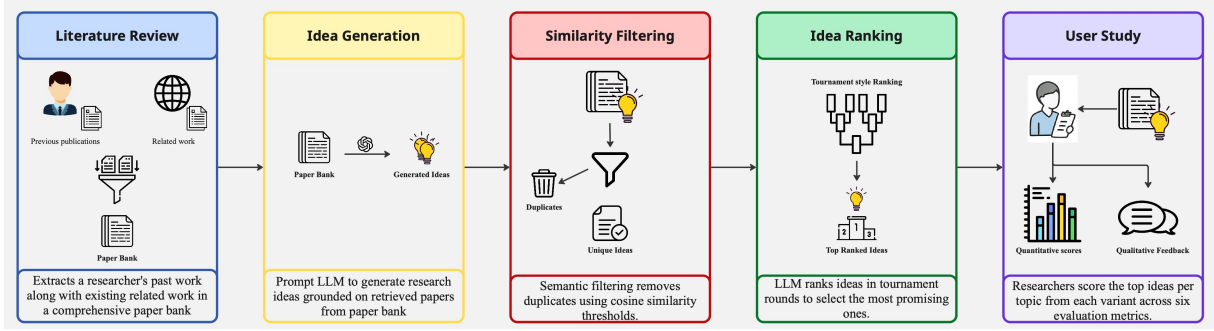 Literature Review
Previous publications
Related work
Paper Bank
Extracts a researcher's past work
along with existing related work in
a comprehensive paper bank
Idea Generation
Paper Bank
Generated Ideas
Prompt LLM to generate research
ideas grounded on retrieved papers
from paper bank
Similarity Filtering
Duplicates
Unique Ideas
Semantic filtering removes
duplicates using cosine similarity
thresholds.
Idea Ranking
Tournament style Ranking
2 1 3
Top Ranked Ideas
LLM ranks ideas in tournament
rounds to select the most promising
ones.
User Study
Quantitative scores
Qualitative Feedback
Researchers score the top ideas per
topic from each variant across six
evaluation metrics.